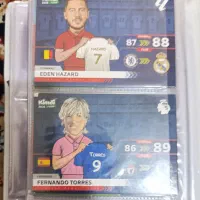 HAZARD
7
87 88
EDEN HAZARD
TORRES
9
86 89
FERNANDO TORRES